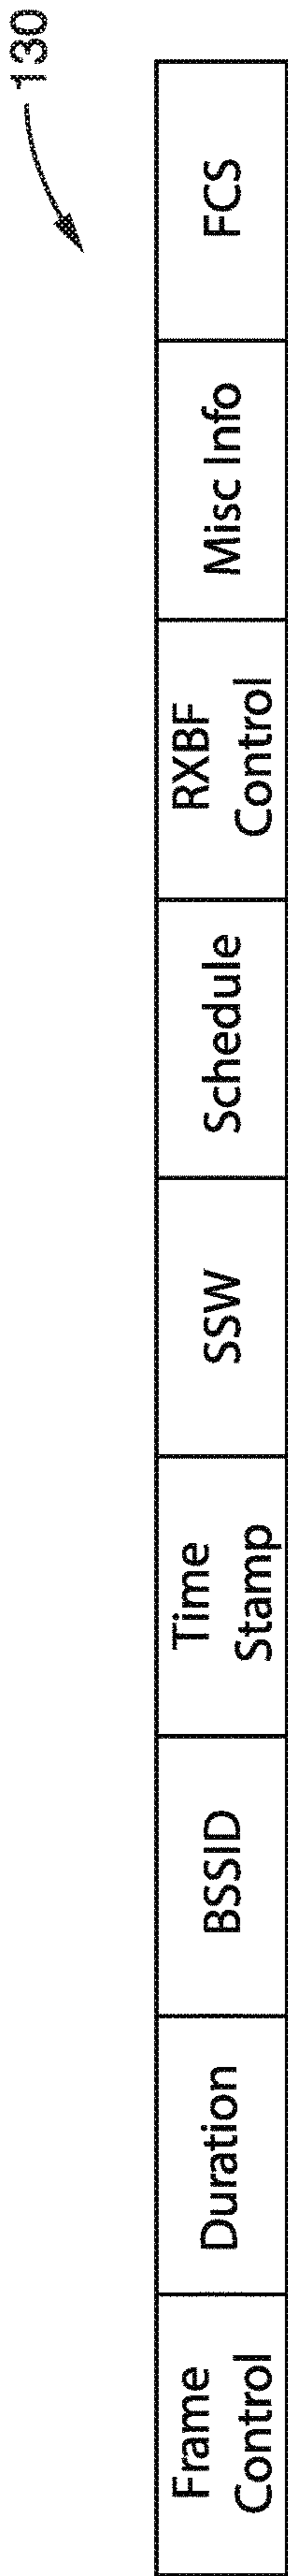 130
Frame
Control
Duration
BSSID
Time
Stamp
SSW
Schedule
RXBF
Control
Misc Info
FCS